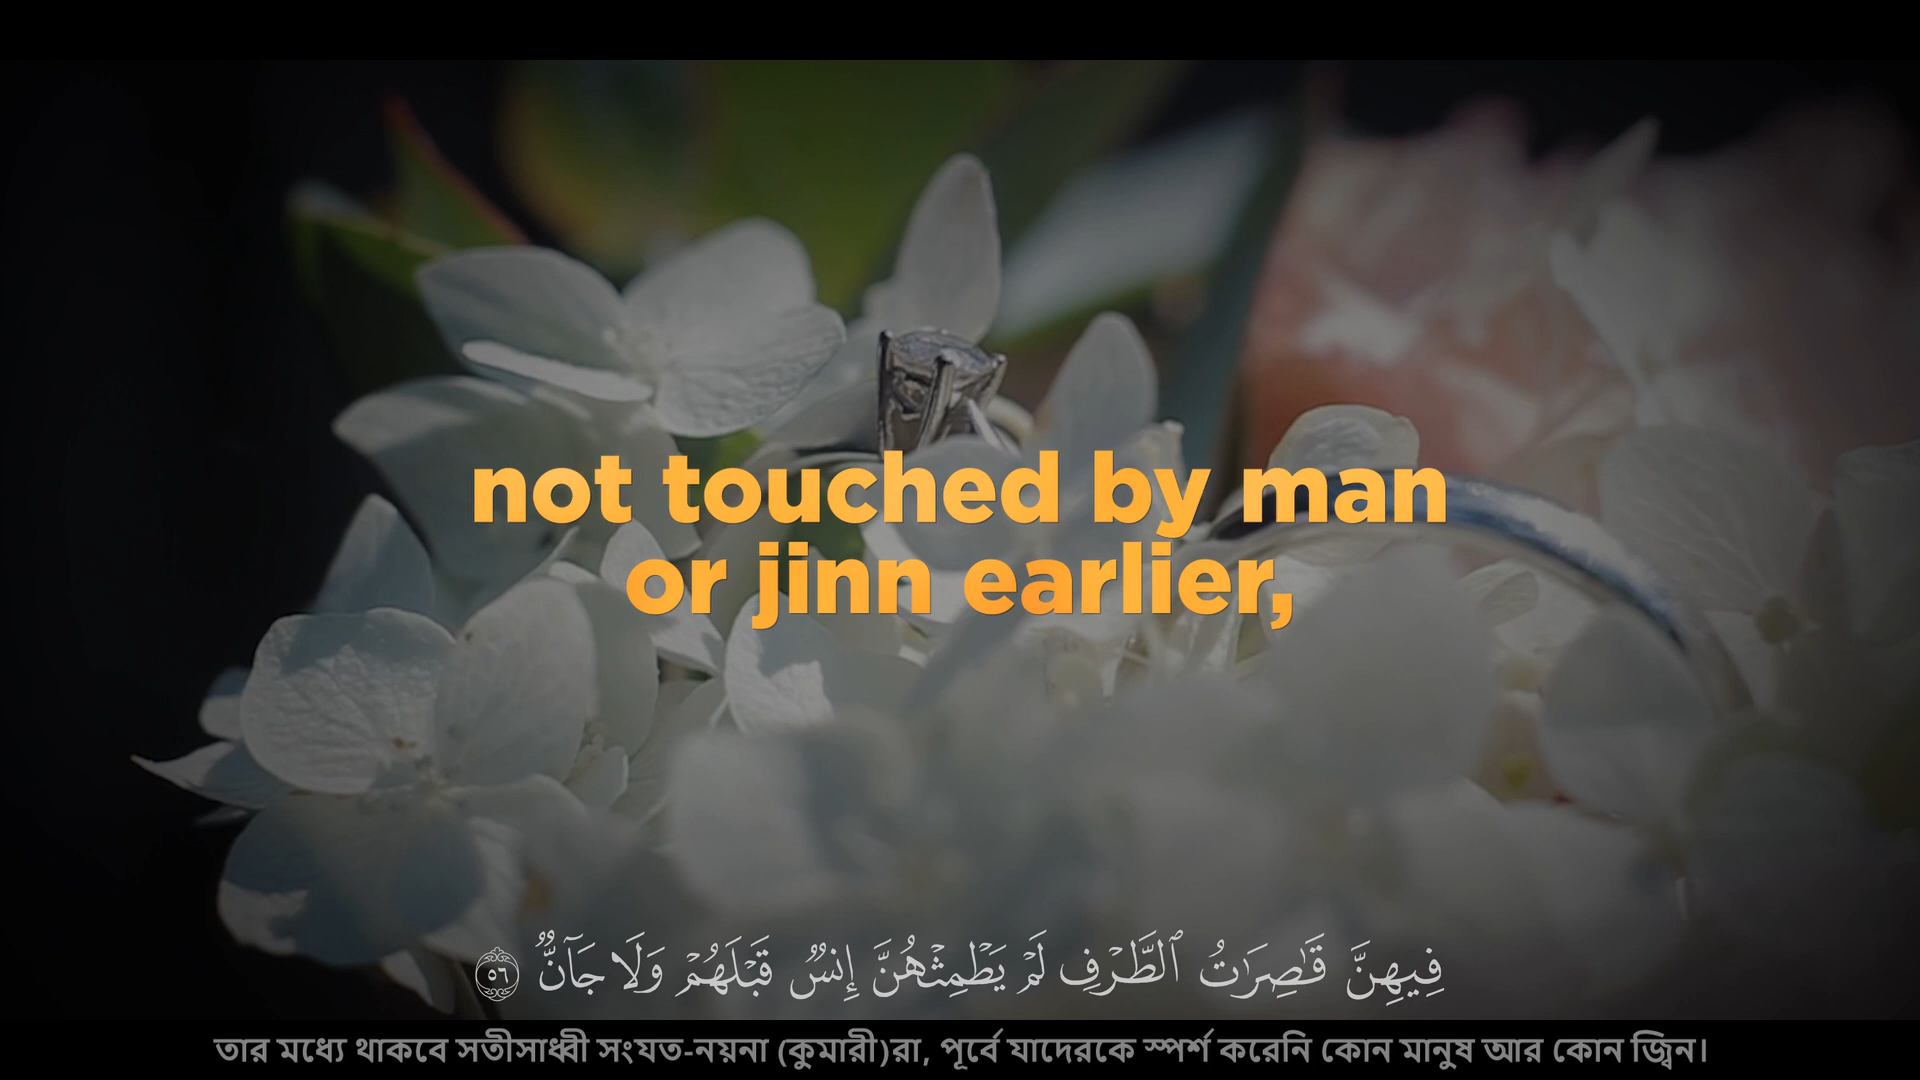 not touched by man
or jinn earlier,
فِيهِنَّ قَٰصِرَٰتُ ٱلطَّرْفِ لَمْ يَطْمِثْهُنَّ إِنسٌ قَبْلَهُمْ وَلَا جَآنٌّ ٥٦
তার মধ্যে থাকবে সতীসাধ্বী সংযত-নয়না (কুমারী)রা, পূর্বে যাদেরকে স্পর্শ করেনি কোন মানুষ আর কোন জ্বিন।